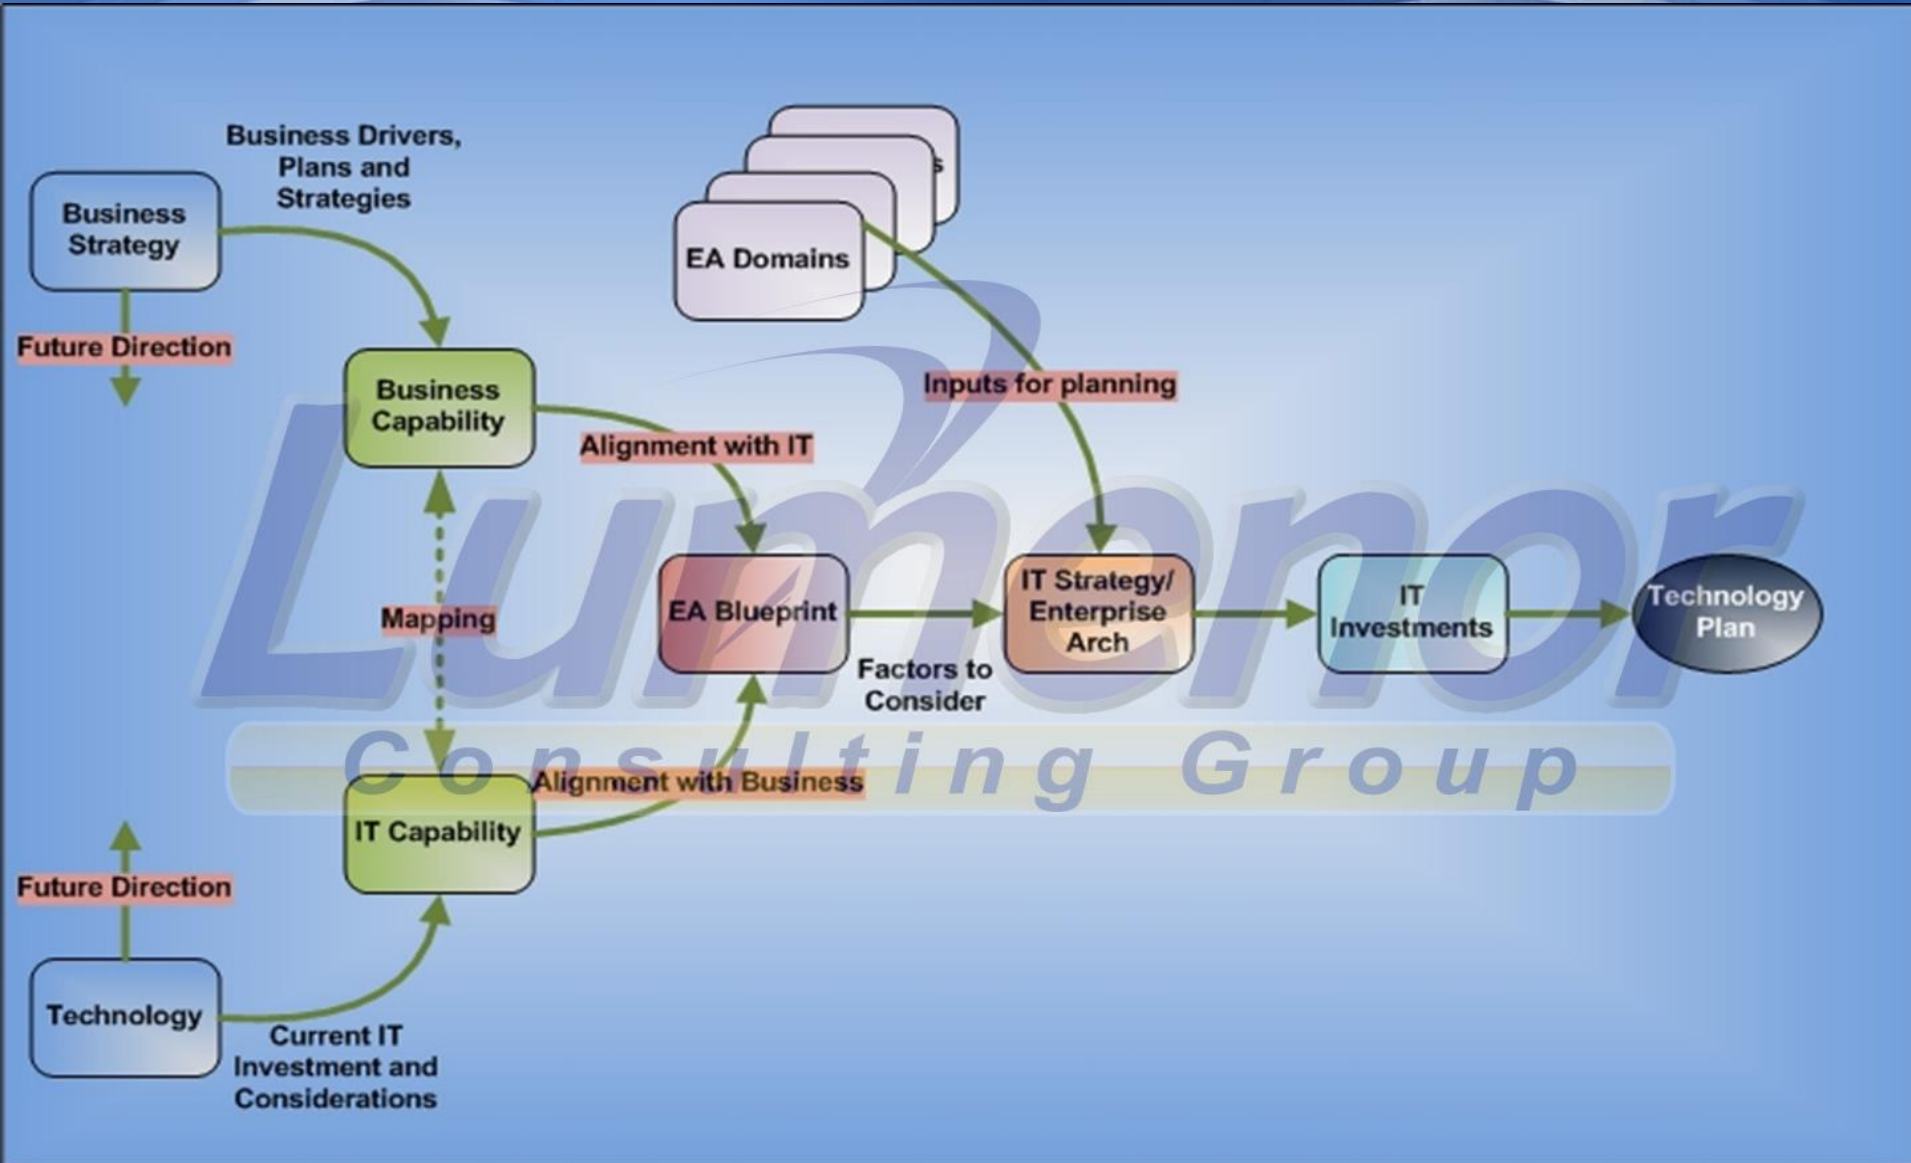 Business Drivers,
Plans and
Strategies
Business
Strategy
Future Direction
EA Domains
Business
Capability
Inputs for planning
Alignment with IT
Mapping
EA Blueprint
IT Strategy/
Enterprise
Arch
IT
Investments
Technology
Plan
Factors to
Consider
Lumenor
Consulting Group
Alignment with Business
IT Capability
Future Direction
Technology
Current IT
Investment and
Considerations